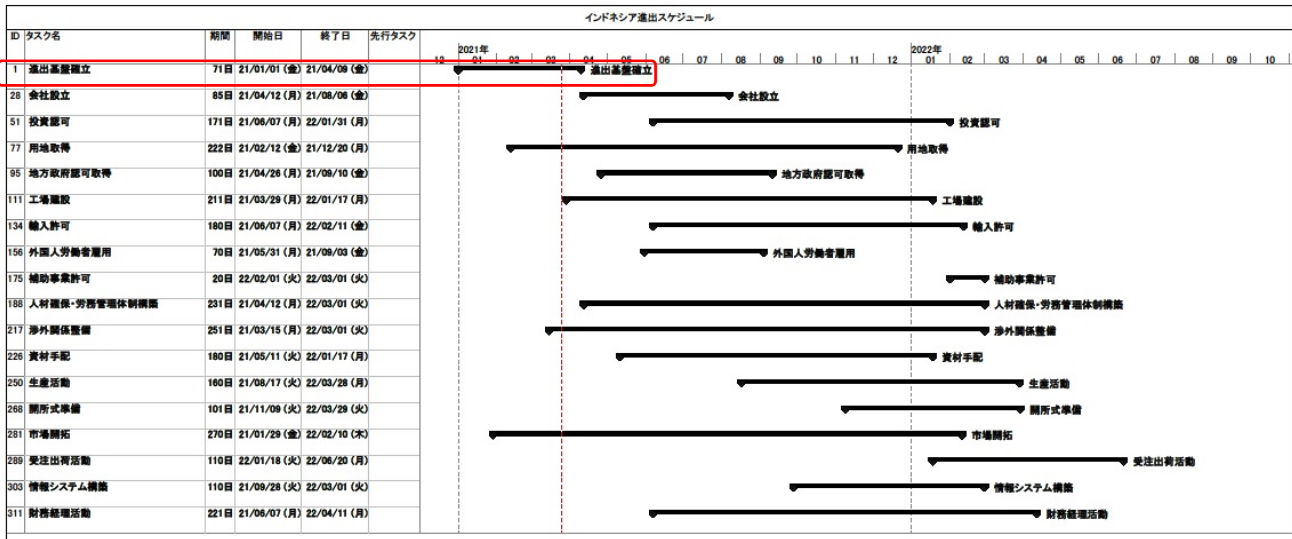 インドネシア進出スケジュール
ID タスク名 期間 開始日 終了日 先行タスク
2021年 2022年
12 01 02 03 04 05 06 07 08 09 10 11 12 01 02 03 04 05 06 07 08 09 10
1 進出基盤確立 71日 21/01/01 (金) 21/04/09 (金) 進出基盤確立
28 会社設立 85日 21/04/12 (月) 21/08/06 (金) 会社設立
51 投資認可 171日 21/06/07 (月) 22/01/31 (月) 投資認可
77 用地取得 222日 21/02/12 (金) 21/12/20 (月) 用地取得
95 地方政府認可取得 100日 21/04/26 (月) 21/09/10 (金) 地方政府認可取得
111 工場建設 211日 21/03/29 (月) 22/01/17 (月) 工場建設
134 輸入許可 180日 21/06/07 (月) 22/02/11 (金) 輸入許可
156 外国人労働者雇用 70日 21/05/31 (月) 21/09/03 (金) 外国人労働者雇用
175 補助事業許可 20日 22/02/01 (火) 22/03/01 (火) 補助事業許可
188 人材確保・労務管理体制構築 231日 21/04/12 (月) 22/03/01 (火) 人材確保・労務管理体制構築
217 渉外関係整備 251日 21/03/15 (月) 22/03/01 (火) 渉外関係整備
226 資材手配 180日 21/05/11 (火) 22/01/17 (月) 資材手配
250 生産活動 160日 21/08/17 (火) 22/03/28 (月) 生産活動
268 開所式準備 101日 21/11/09 (火) 22/03/29 (火) 開所式準備
281 市場開拓 270日 21/01/29 (金) 22/02/10 (木) 市場開拓
289 受注出荷活動 110日 22/01/18 (火) 22/06/20 (月) 受注出荷活動
303 情報システム構築 110日 21/09/28 (火) 22/03/01 (火) 情報システム構築
311 財務経理活動 221日 21/06/07 (月) 22/04/11 (月) 財務経理活動